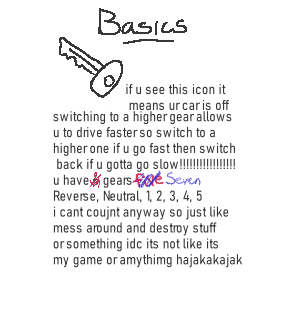 Basics
if u see this icon it
means ur car is off
switching to a higher gear allows
u to drive faster so switch to a
higher one if u go fast then switch
back if u gotta go slow!!!!!!!!!!!!!!!!!
u have gears five Seven
Reverse, Neutral, 1, 2, 3, 4, 5
i cant coujnt anyway so just like
mess around and destroy stuff
or something idc its not like its
my game or anythimg hajakakajak